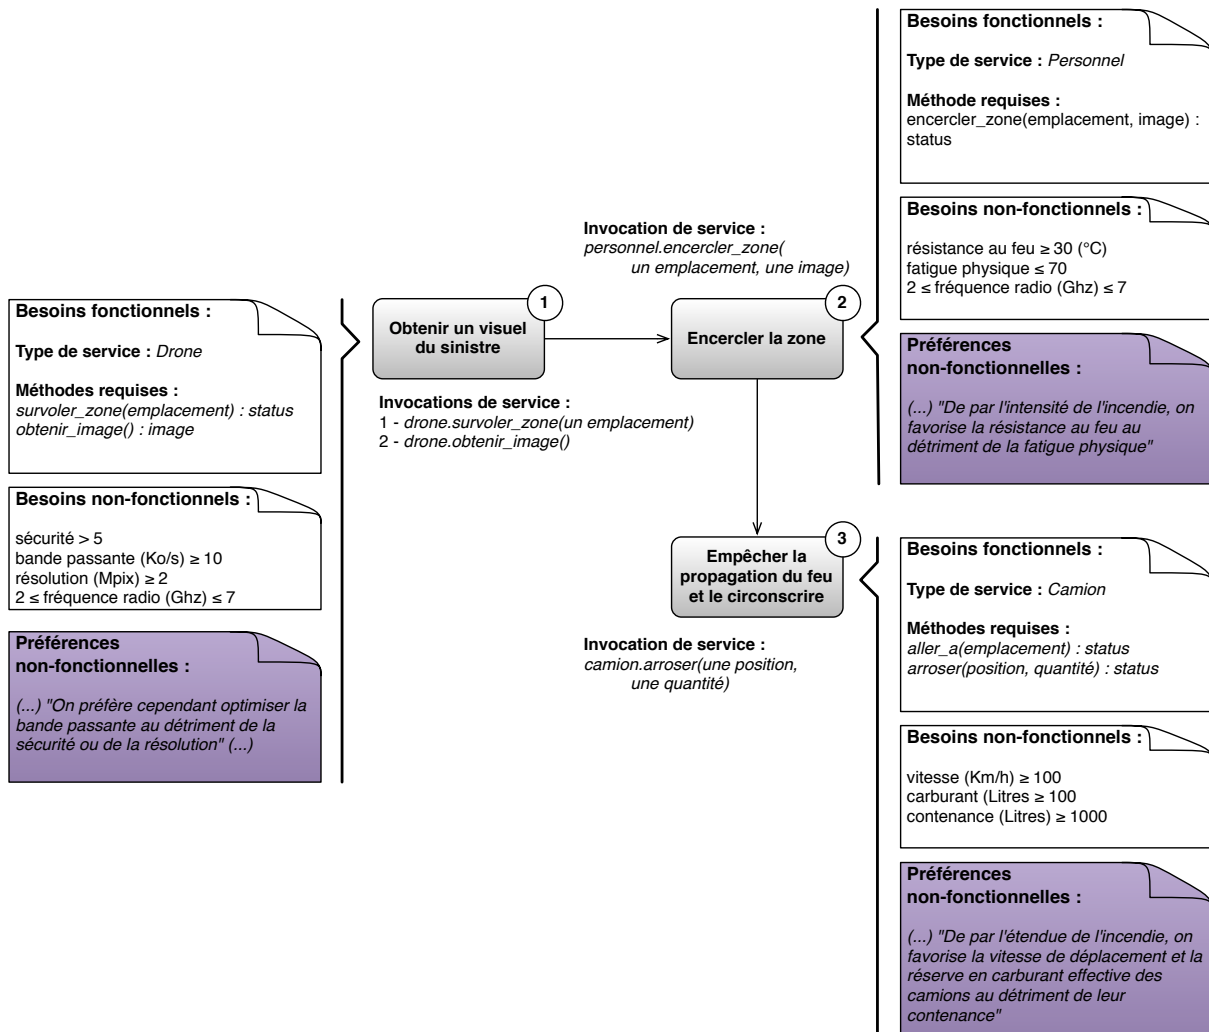 Besoins fonctionnels :
Type de service : Drone
Méthodes requises :
survoler_zone(emplacement) : status
obtenir_image() : image
Besoins non-fonctionnels :
sécurité > 5
bande passante (Ko/s) ≥ 10
résolution (Mpix) ≥ 2
2 ≤ fréquence radio (Ghz) ≤ 7
Préférences
non-fonctionnelles :
(...) "On préfère cependant optimiser la
bande passante au détriment de la
sécurité ou de la résolution" (...)
1
Obtenir un visuel
du sinistre
Invocations de service :
1 - drone.survoler_zone(un emplacement)
2 - drone.obtenir_image()
Invocation de service :
personnel.encercler_zone(
un emplacement, une image)
2
Encercler la zone
Besoins fonctionnels :
Type de service : Personnel
Méthode requises :
encercler_zone(emplacement, image) :
status
Besoins non-fonctionnels :
résistance au feu ≥ 30 (°C)
fatigue physique ≤ 70
2 ≤ fréquence radio (Ghz) ≤ 7
Préférences
non-fonctionnelles :
(...) "De par l'intensité de l'incendie, on
favorise la résistance au feu au
détriment de la fatigue physique"
3
Empêcher la
propagation du feu
et le circonscrire
Invocation de service :
camion.arroser(une position,
une quantité)
Besoins fonctionnels :
Type de service : Camion
Méthodes requises :
aller_a(emplacement) : status
arroser(position, quantité) : status
Besoins non-fonctionnels :
vitesse (Km/h) ≥ 100
carburant (Litres ≥ 100
contenance (Litres) ≥ 1000
Préférences
non-fonctionnelles :
(...) "De par l'étendue de l'incendie, on
favorise la vitesse de déplacement et la
réserve en carburant effective des
camions au détriment de leur
contenance"